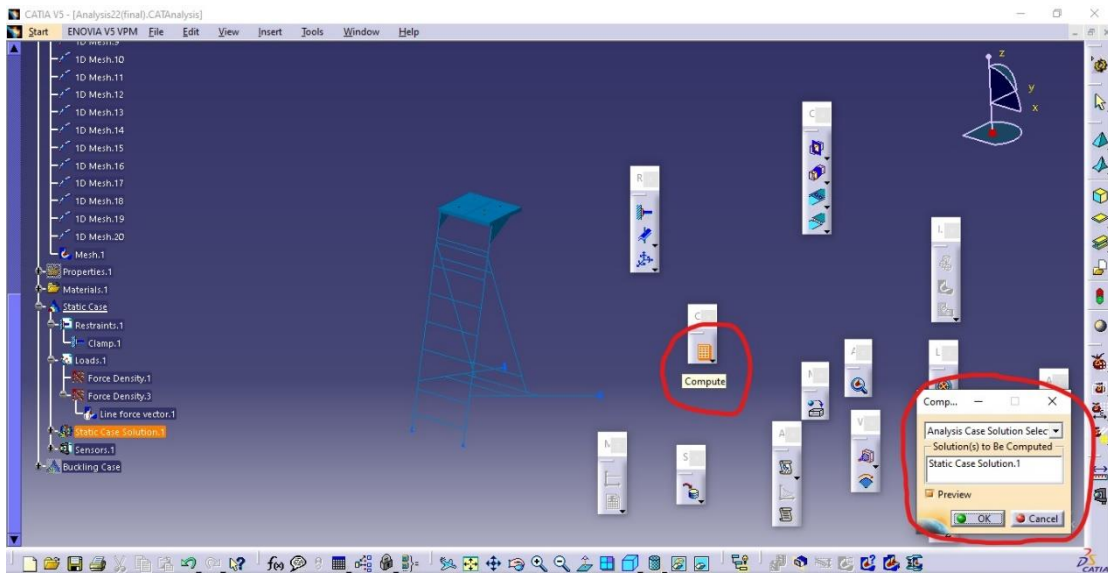 CATIA V5 - [Analysis22(final).CATAnalysis]
Start ENOVIA V5 VPM File Edit View Insert Tools Window Help
1D Mesh.9
1D Mesh.10
1D Mesh.11
1D Mesh.12
1D Mesh.13
1D Mesh.14
1D Mesh.15
1D Mesh.16
1D Mesh.17
1D Mesh.18
1D Mesh.19
1D Mesh.20
Mesh.1
Properties.1
Materials.1
Static Case
Restraints.1
Clamp.1
Loads.1
Force Density.1
Force Density.3
Line force vector.1
Static Case Solution.1
Sensors.1
Buckling Case
z
y
x
C
R
L
C
Compute
A
L
A
M
V
A
M
S
Comp...
Analysis Case Solution Selec
Solution(s) to Be Computed
Static Case Solution.1
Preview
OK Cancel
f(x)
CATIA